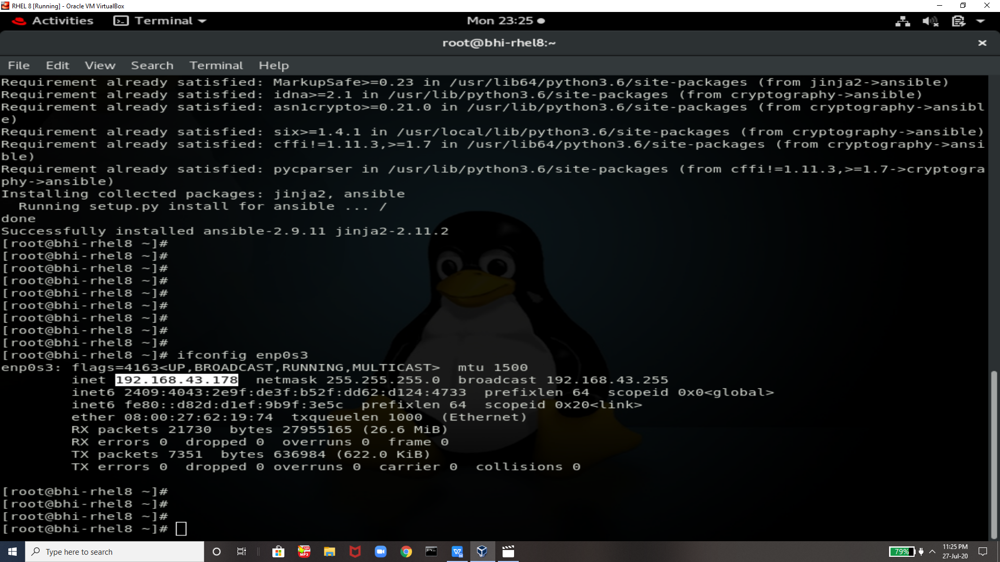 RHEL 8 [Running] - Oracle VM VirtualBox
Activities Terminal Mon 23:25
root@bhi-rhel8:~
File Edit View Search Terminal Help
Requirement already satisfied: MarkupSafe>=0.23 in /usr/lib64/python3.6/site-packages (from jinja2->ansible)
Requirement already satisfied: idna>=2.1 in /usr/lib/python3.6/site-packages (from cryptography->ansible)
Requirement already satisfied: asn1crypto>=0.21.0 in /usr/lib/python3.6/site-packages (from cryptography->ansibl
e)
Requirement already satisfied: six>=1.4.1 in /usr/local/lib/python3.6/site-packages (from cryptography->ansible)
Requirement already satisfied: cffi!=1.11.3,>=1.7 in /usr/lib64/python3.6/site-packages (from cryptography->ansi
ble)
Requirement already satisfied: pycparser in /usr/lib/python3.6/site-packages (from cffi!=1.11.3,>=1.7->cryptogra
phy->ansible)
Installing collected packages: jinja2, ansible
  Running setup.py install for ansible ... /
done
Successfully installed ansible-2.9.11 jinja2-2.11.2
[root@bhi-rhel8 ~]#
[root@bhi-rhel8 ~]#
[root@bhi-rhel8 ~]#
[root@bhi-rhel8 ~]#
[root@bhi-rhel8 ~]#
[root@bhi-rhel8 ~]#
[root@bhi-rhel8 ~]#
[root@bhi-rhel8 ~]#
[root@bhi-rhel8 ~]#
[root@bhi-rhel8 ~]# ifconfig enp0s3
enp0s3: flags=4163<UP,BROADCAST,RUNNING,MULTICAST>  mtu 1500
        inet 192.168.43.178  netmask 255.255.255.0  broadcast 192.168.43.255
        inet6 2409:4043:2e9f:de3f:b52f:dd62:d124:4733  prefixlen 64  scopeid 0x0<global>
        inet6 fe80::d82d:d1ef:9b9f:3e5c  prefixlen 64  scopeid 0x20<link>
        ether 08:00:27:62:19:74  txqueuelen 1000  (Ethernet)
        RX packets 21730  bytes 27955165 (26.6 MiB)
        RX errors 0  dropped 0  overruns 0  frame 0
        TX packets 7351  bytes 636984 (622.0 KiB)
        TX errors 0  dropped 0 overruns 0  carrier 0  collisions 0
[root@bhi-rhel8 ~]#
[root@bhi-rhel8 ~]#
[root@bhi-rhel8 ~]#
[root@bhi-rhel8 ~]#
Type here to search
MP3
79%
11:25 PM
27-Jul-20